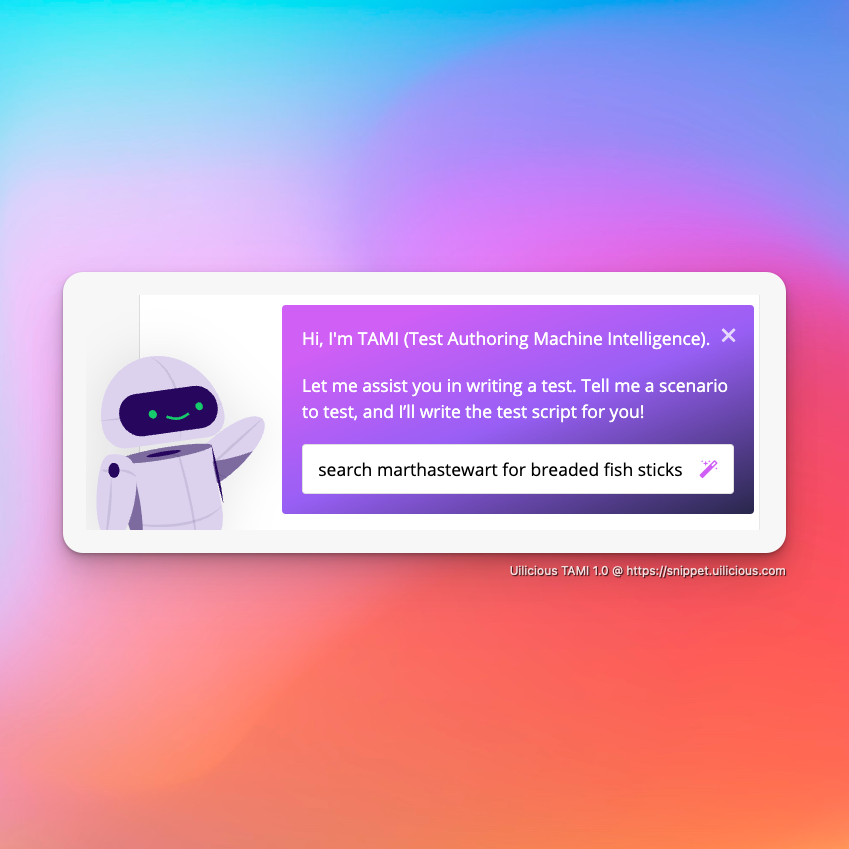 Hi, I'm TAMI (Test Authoring Machine Intelligence).
Let me assist you in writing a test. Tell me a scenario
to test, and I’ll write the test script for you!
search marthastewart for breaded fish sticks
Uilicious TAMI 1.0 @ https://snippet.uilicious.com